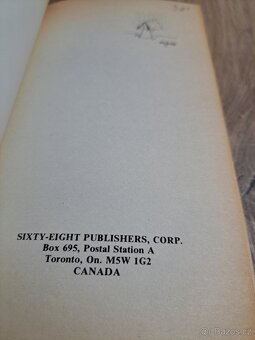 SIXTY-EIGHT PUBLISHERS, CORP.
Box 695, Postal Station A
Toronto, On. M5W 1G2
CANADA